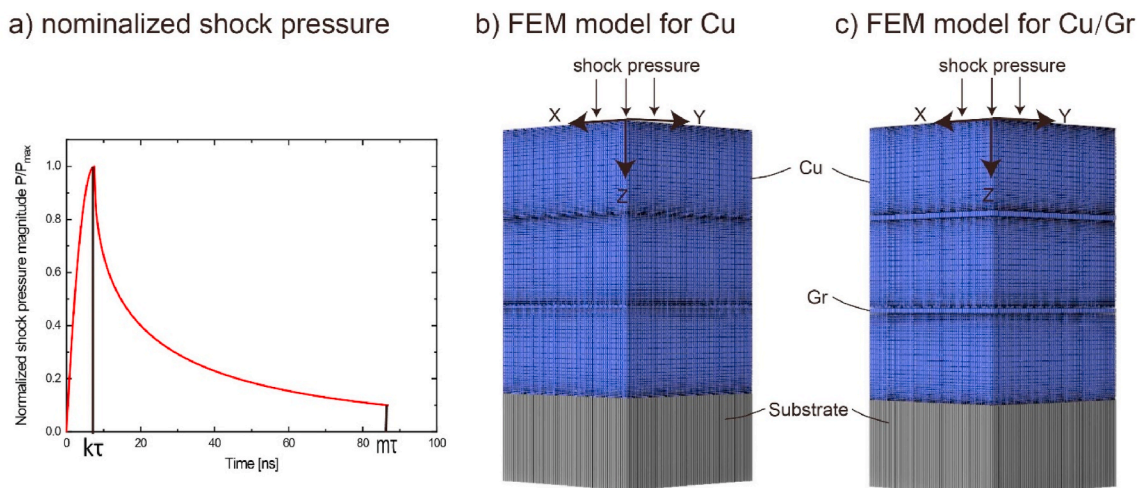 a) nominalized shock pressure
b) FEM model for Cu
c) FEM model for Cu/Gr
Normalized shock pressure magnitude P/Pmax
1.0
0.8
0.6
0.4
0.2
0.0
0
20
40
60
80
100
kτ
mτ
Time [ns]
shock pressure
X
Y
Z
shock pressure
X
Y
Z
Cu
Gr
Substrate